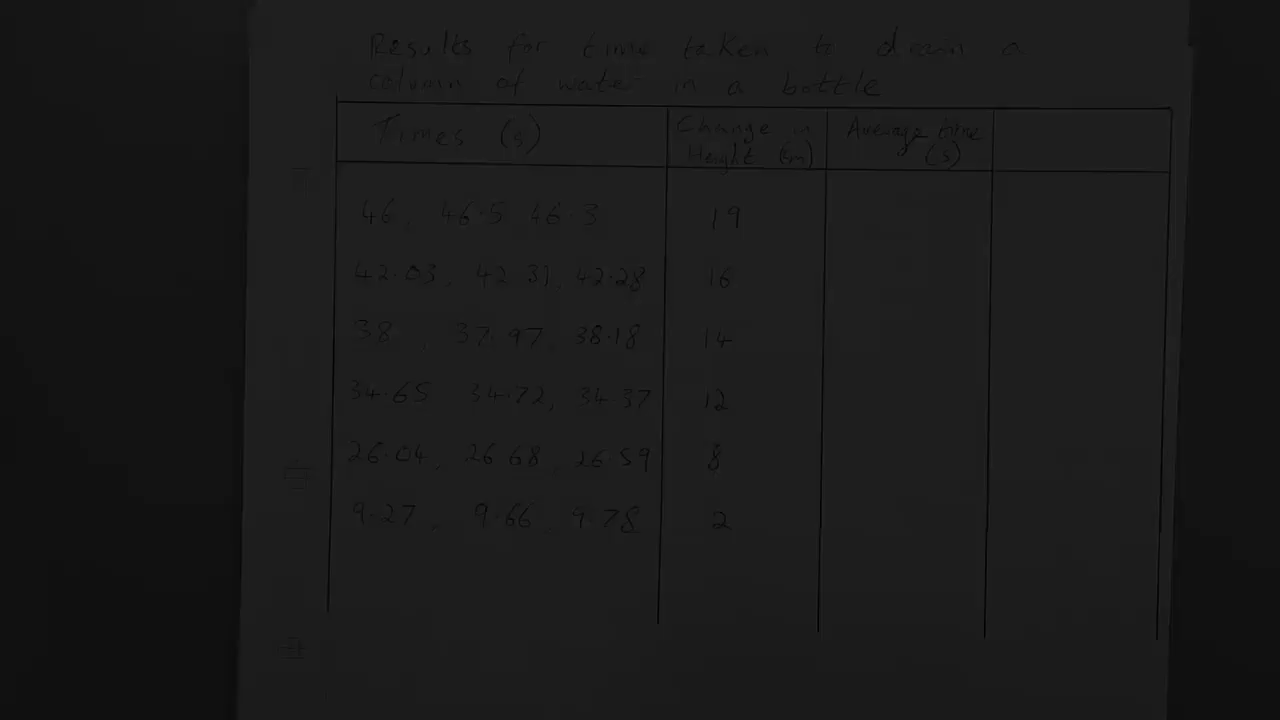 Results for time taken to drain a
column of water in a bottle
Times (s) Change in Height (cm) Average time (s)
46, 46.5 46.3 19
42.03, 42.31, 42.28 16
38, 37.97, 38.18 14
34.65 34.72, 34.37 12
26.04, 26.68, 26.59 8
9.27, 9.66, 9.78 2